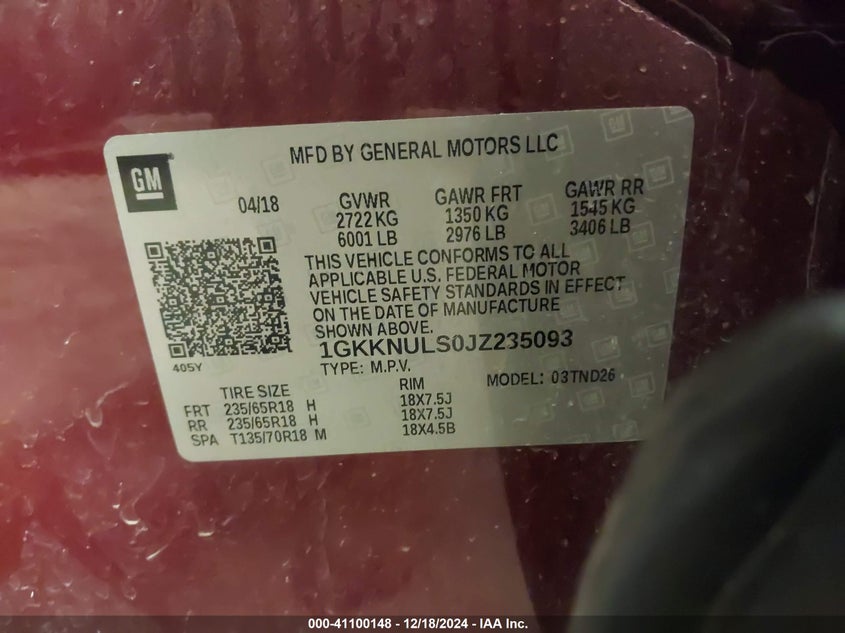 MFD BY GENERAL MOTORS LLC
GM
04/18 GVWR GAWR FRT GAWR RR
2722 KG 1350 KG 1545 KG
6001 LB 2976 LB 3406 LB
THIS VEHICLE CONFORMS TO ALL
APPLICABLE U.S. FEDERAL MOTOR
VEHICLE SAFETY STANDARDS IN EFFECT
ON THE DATE OF MANUFACTURE
SHOWN ABOVE.
1GKKNULS0JZ235093
405Y
TYPE: M.P.V. MODEL: 03TND26
TIRE SIZE RIM
FRT 235/65R18 H 18X7.5J
RR 235/65R18 H 18X7.5J
SPA T135/70R18 M 18X4.5B
000-41100148 - 12/18/2024 - IAA Inc.